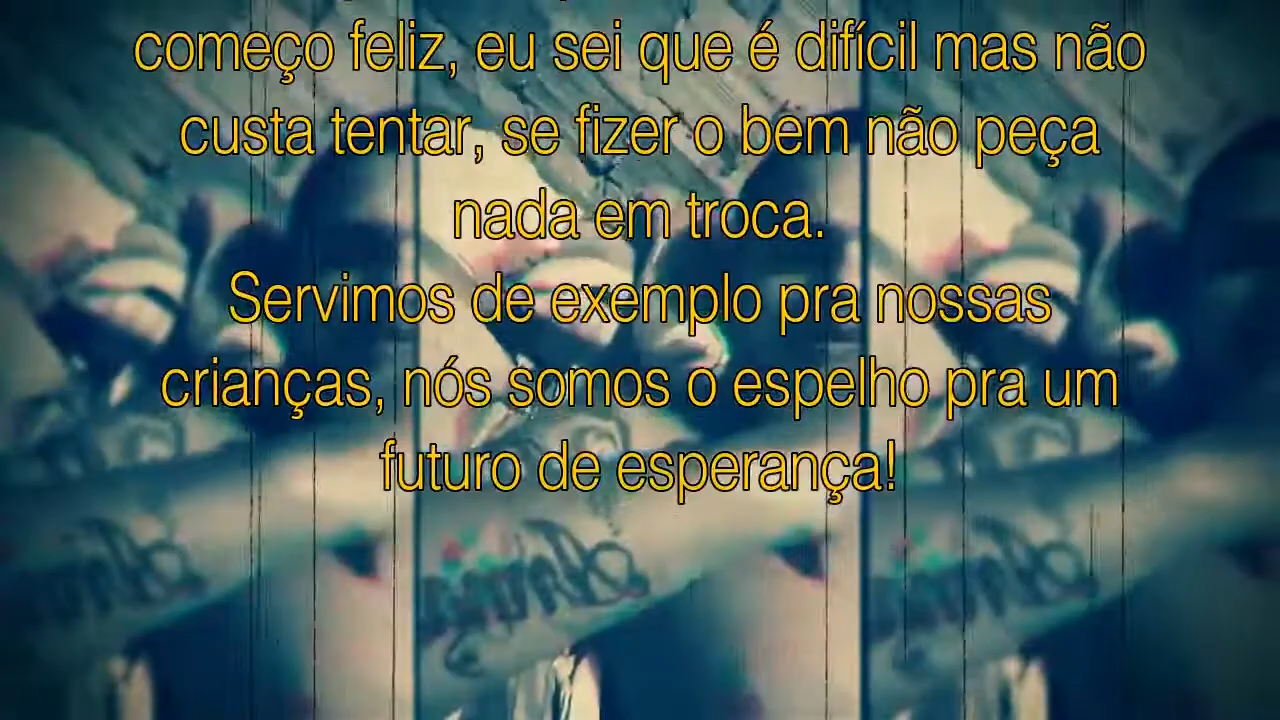 começo feliz, eu sei que é difícil mas não
custa tentar, se fizer o bem não peça
nada em troca.
Servimos de exemplo pra nossas
crianças, nós somos o espelho pra um
futuro de esperança!